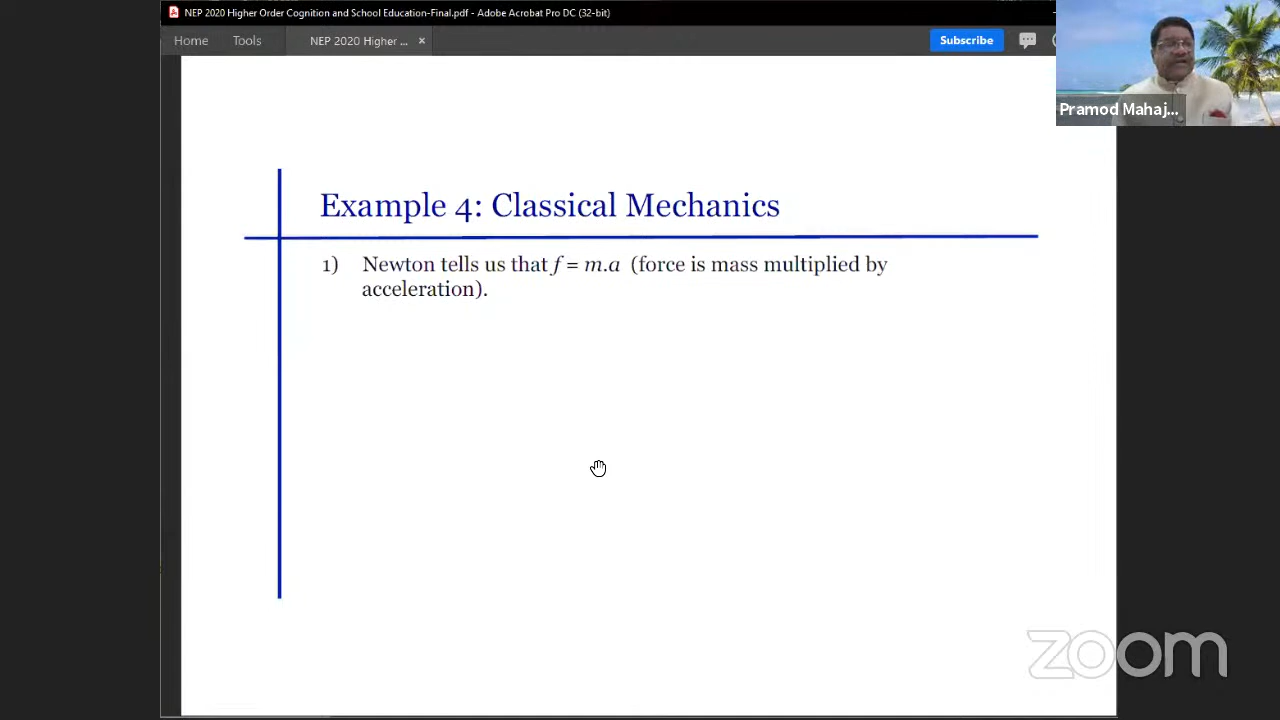 NEP 2020 Higher Order Cognition and School Education-Final.pdf - Adobe Acrobat Pro DC (32-bit)
Home Tools NEP 2020 Higher ... × Subscribe
Pramod Mahaj...
Example 4: Classical Mechanics
1) Newton tells us that f = m.a (force is mass multiplied by
acceleration).
zoom